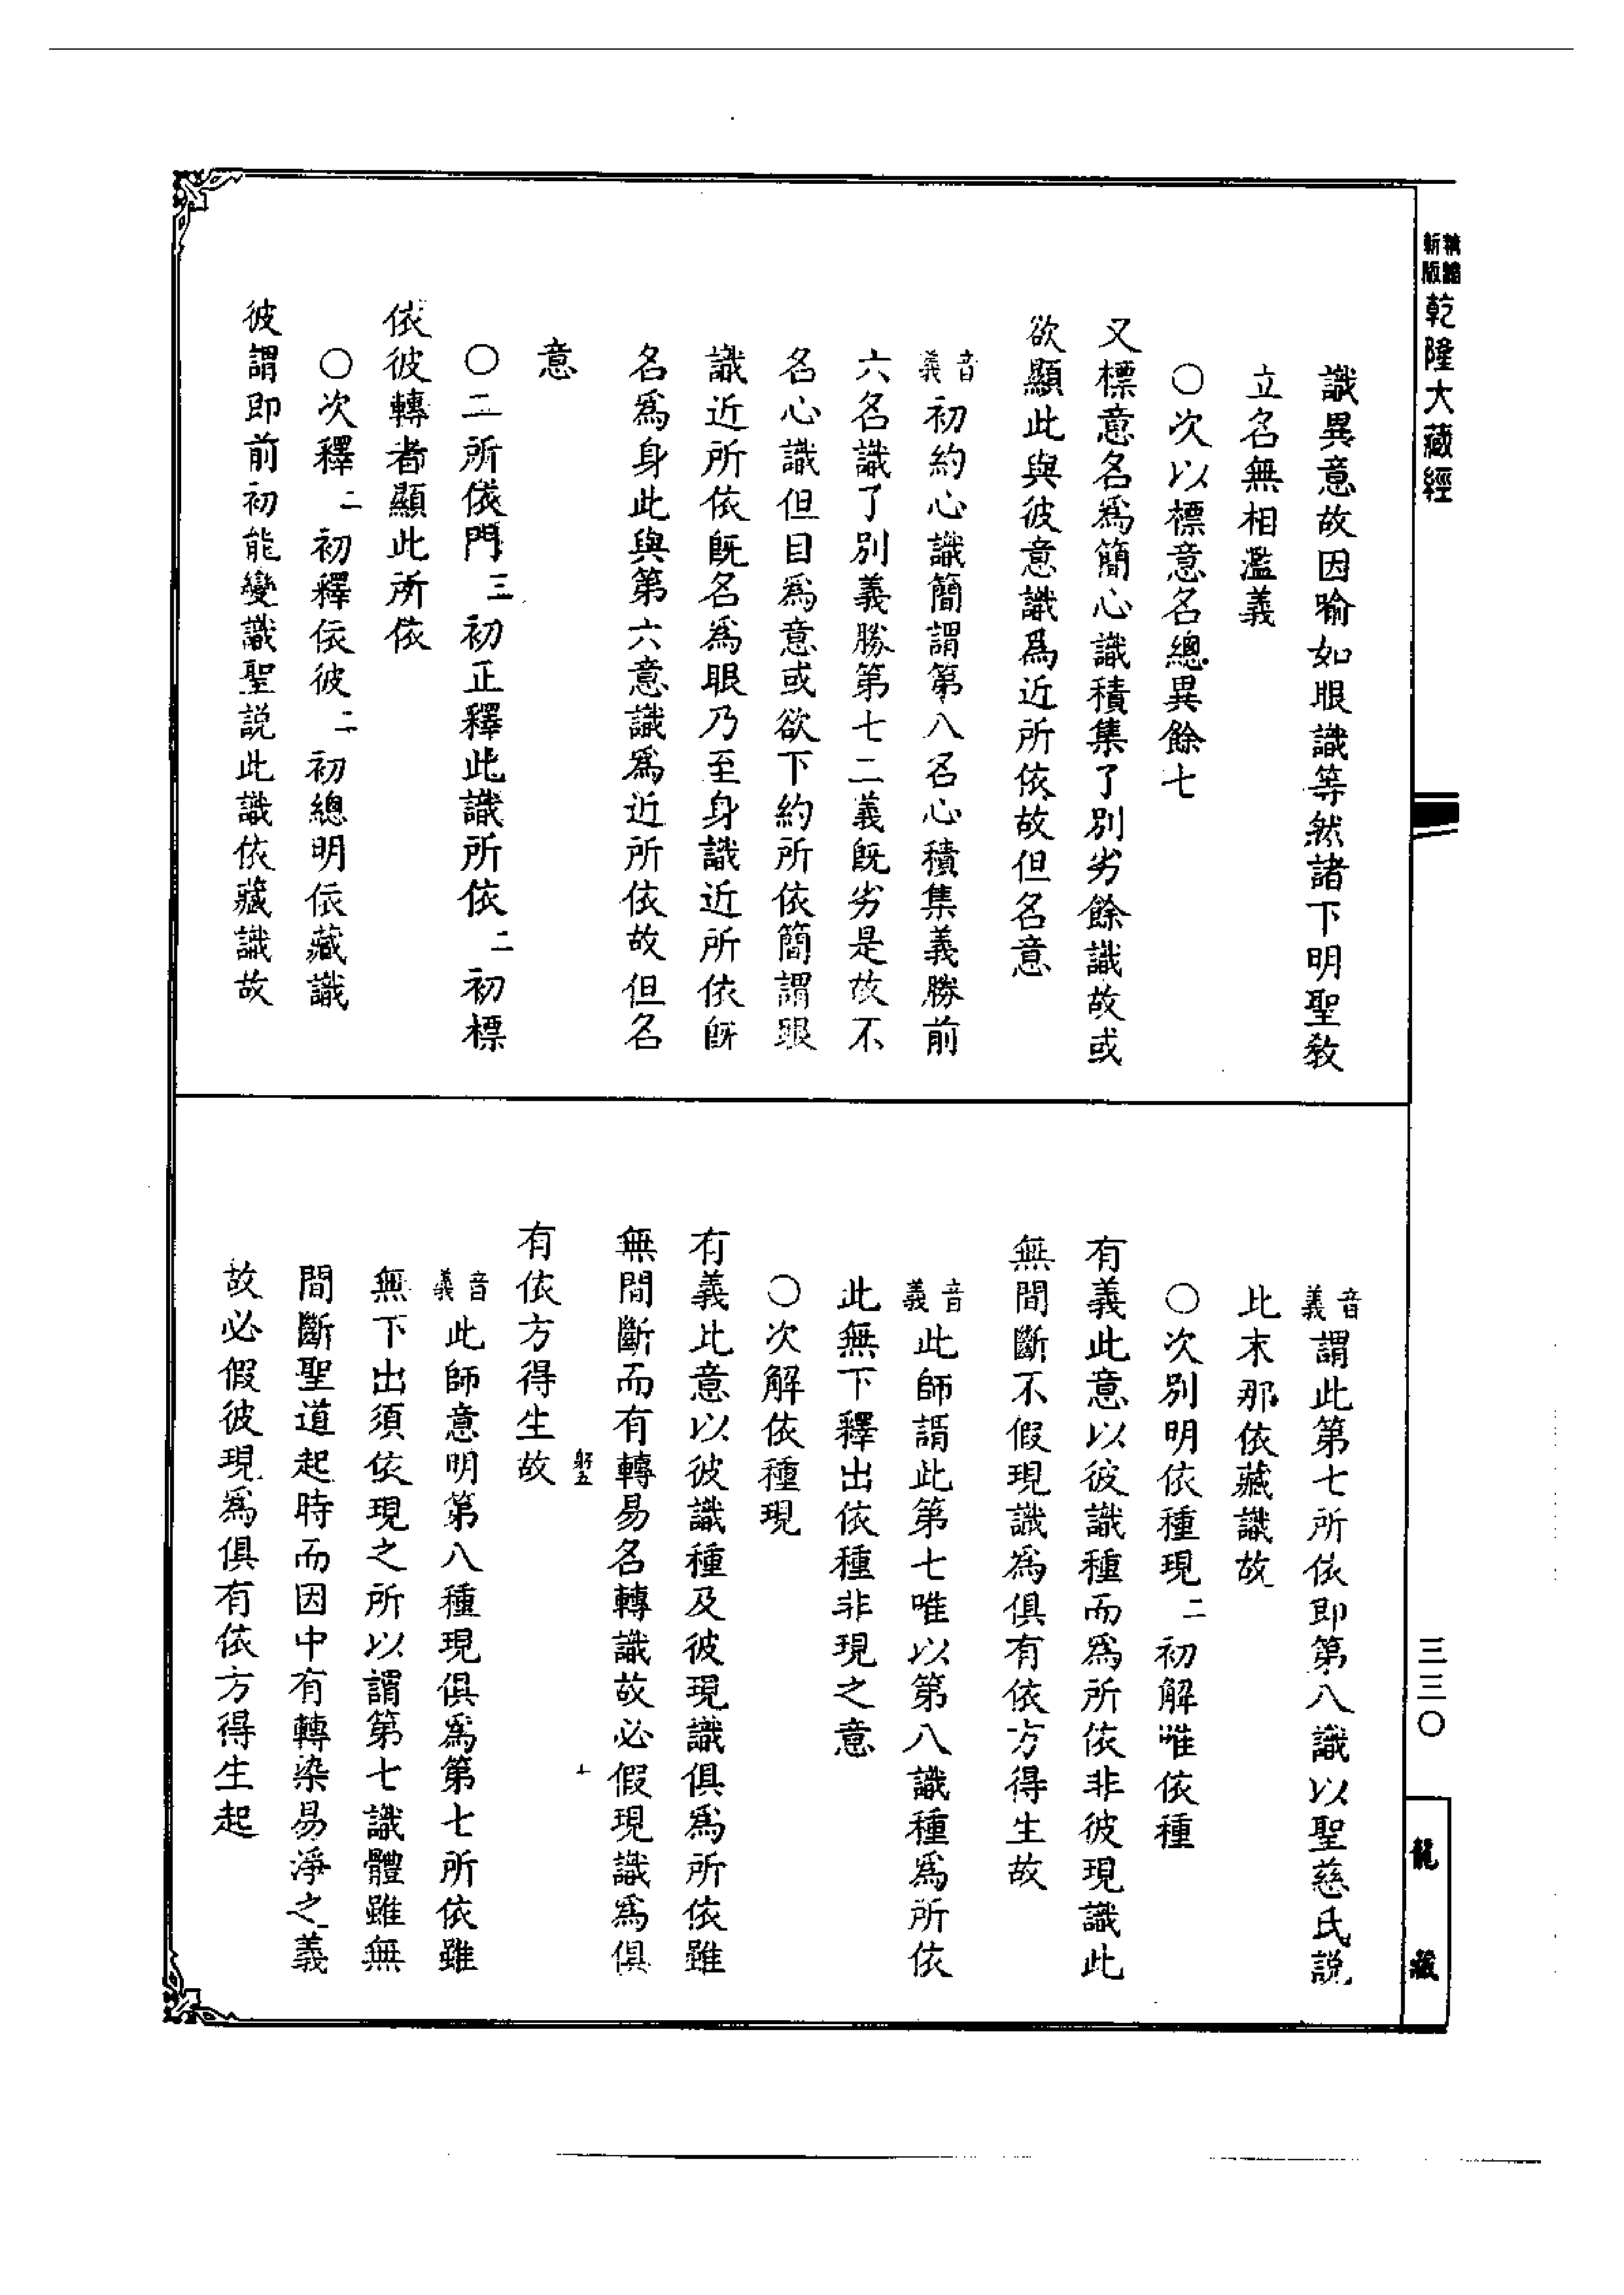 新版 精縮 乾隆大藏經
識異意故因喻如眼識等然諸下明聖教
立名無相濫義
○次以標意名總異餘七
又標意名爲簡心識積集了別劣餘識故或
欲顯此與彼意識爲近所依故但名意
音義 初約心識簡謂第八名心積集義勝前
六名識了別義勝第七二義既劣是故不
名心識但目爲意或欲下約所依簡謂眼
識近所依既名爲眼乃至身識近所依既
名爲身此與第六意識爲近所依故但名
意
○二所依門三初正釋此識所依二初標
依彼轉者顯此所依
○次釋二初釋依彼二初總明依藏識
彼謂即前初能變識聖説此識依藏識故
音義 謂此第七所依即第八識以聖慈氏説
此末那依藏識故
○次別明依種現二初解唯依種
有義此意以彼識種而爲所依非彼現識此
無間斷不假現識爲俱有依方得生故
音義 此師謂此第七唯以第八識種爲所依
此無下釋出依種非現之意
○次解依種現
有義此意以彼識種及彼現識俱爲所依雖
無間斷而有轉易名轉識故必假現識爲俱
有依方得生故
音義 此師意明第八種現俱爲第七所依雖
無下出須依現之所以謂第七識體雖無
間斷聖道起時而因中有轉染易淨之義
故必假彼現爲俱有依方得生起
三三〇
龍藏